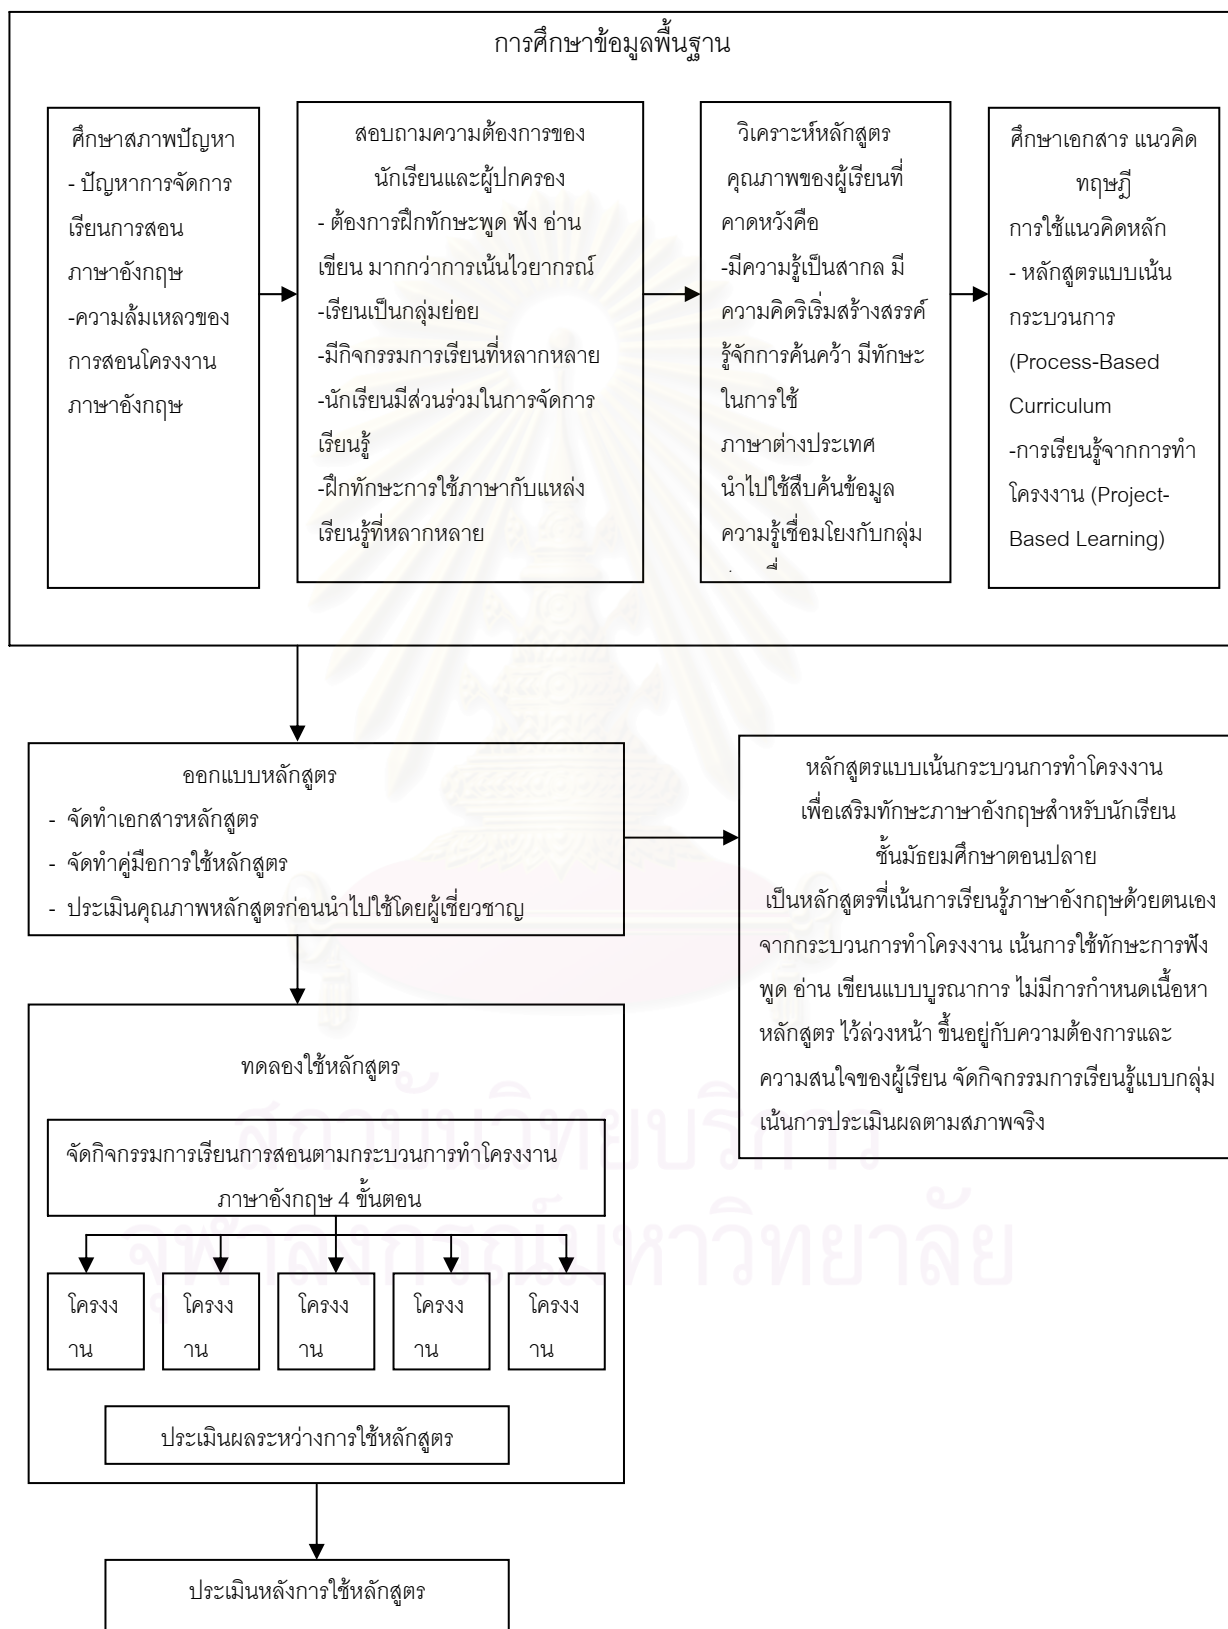 การศึกษาข้อมูลพื้นฐาน
ศึกษาสภาพปัญหา
- ปัญหาการจัดการ
เรียนการสอน
ภาษาอังกฤษ
-ความล้มเหลวของ
การสอนโครงงาน
ภาษาอังกฤษ
สอบถามความต้องการของ
นักเรียนและผู้ปกครอง
- ต้องการฝึกทักษะพูด ฟัง อ่าน
เขียน มากกว่าการเน้นไวยากรณ์
-เรียนเป็นกลุ่มย่อย
-มีกิจกรรมการเรียนที่หลากหลาย
-นักเรียนมีส่วนร่วมในการจัดการ
เรียนรู้
-ฝึกทักษะการใช้ภาษากับแหล่ง
เรียนรู้ที่หลากหลาย
วิเคราะห์หลักสูตร
คุณภาพของผู้เรียนที่
คาดหวังคือ
-มีความรู้เป็นสากล มี
ความคิดริเริ่มสร้างสรรค์
รู้จักการค้นคว้า มีทักษะ
ในการใช้
ภาษาต่างประเทศ
นำไปใช้สืบค้นข้อมูล
ความรู้เชื่อมโยงกับกลุ่ม
ศึกษาเอกสาร แนวคิด
ทฤษฎี
การใช้แนวคิดหลัก
- หลักสูตรแบบเน้น
กระบวนการ
(Process-Based
Curriculum
-การเรียนรู้จากการทำ
โครงงาน (Project-
Based Learning)
ออกแบบหลักสูตร
- จัดทำเอกสารหลักสูตร
- จัดทำคู่มือการใช้หลักสูตร
- ประเมินคุณภาพหลักสูตรก่อนนำไปใช้โดยผู้เชี่ยวชาญ
หลักสูตรแบบเน้นกระบวนการทำโครงงาน
เพื่อเสริมทักษะภาษาอังกฤษสำหรับนักเรียน
ชั้นมัธยมศึกษาตอนปลาย
เป็นหลักสูตรที่เน้นการเรียนรู้ภาษาอังกฤษด้วยตนเอง
จากกระบวนการทำโครงงาน เน้นการใช้ทักษะการฟัง
พูด อ่าน เขียนแบบบูรณาการ ไม่มีการกำหนดเนื้อหา
หลักสูตร ไว้ล่วงหน้า ขึ้นอยู่กับความต้องการและ
ความสนใจของผู้เรียน จัดกิจกรรมการเรียนรู้แบบกลุ่ม
เน้นการประเมินผลตามสภาพจริง
ทดลองใช้หลักสูตร
จัดกิจกรรมการเรียนการสอนตามกระบวนการทำโครงงาน
ภาษาอังกฤษ 4 ขั้นตอน
โครงง
าน
โครงง
าน
โครงง
าน
โครงง
าน
โครงง
าน
ประเมินผลระหว่างการใช้หลักสูตร
ประเมินหลังการใช้หลักสูตร
สถาบันวิทยบริการ
จุฬาลงกรณ์มหาวิทยาลัย